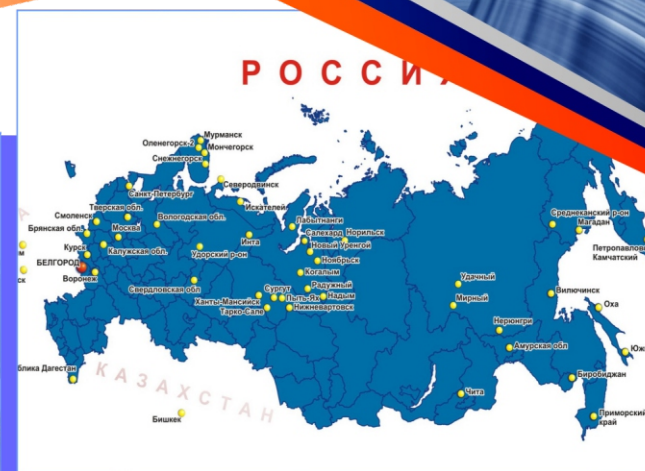 РОССИ
Мурманск
Оленегорск-2
Мончегорск
Снежногорск
Северодвинск
Санкт-Петербург
Искателей
Тверская обл.
Смоленск
Вологодская обл.
Лабытнанги
Среднеканский р-он
Магадан
Брянская обл.
Москва
Салехард
Норильск
Инта
Новый Уренгой
Петропавловск
Камчатский
Курск
Калужская обл.
Удорский р-он
Ноябрьск
БЕЛГОРОД
Когалым
Воронеж
Удачный
Свердловская обл.
Сургут
Радужный
Вилючинск
Ханты-Мансийск
Пыть-Ях
Надым
Мирный
Оха
Тарко-Сале
Нижневартовск
Нерюнгри
Амурская обл
Юж
блика Дагестан
КАЗАХСТАН
Биробиджан
Чита
Бишкек
Приморский
край